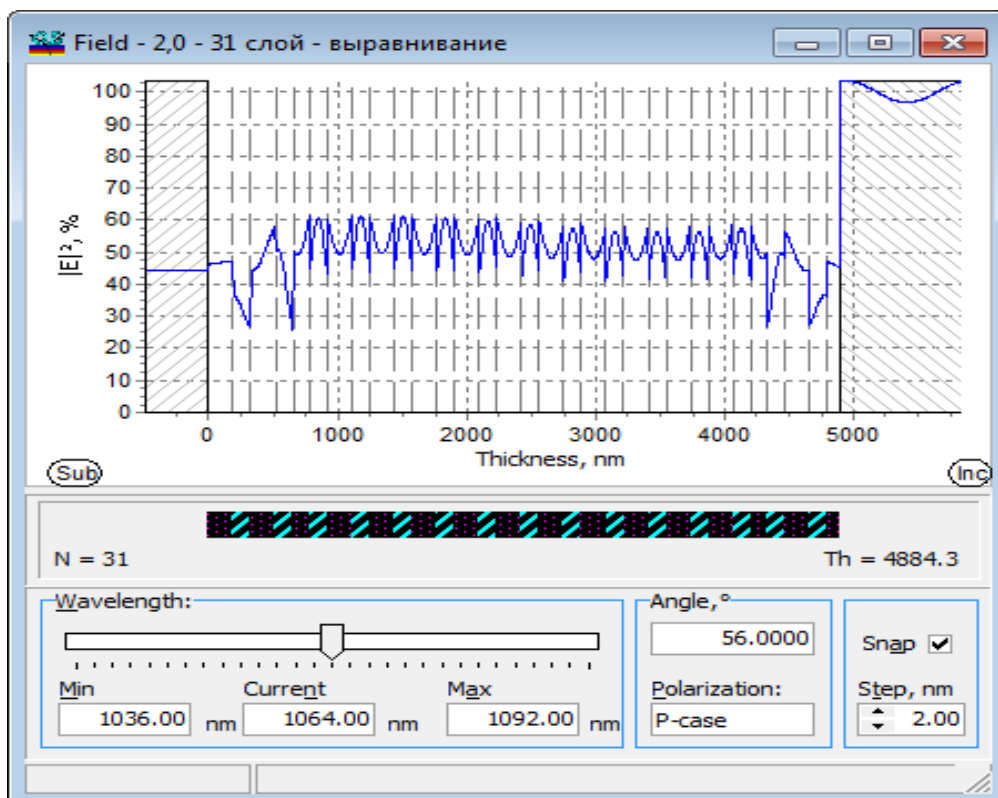 Field - 2,0 - 31 слой - выравнивание
|E|², %
100
90
80
70
60
50
40
30
20
10
0
0 1000 2000 3000 4000 5000
Thickness, nm
Sub Inc
N = 31 Th = 4884.3
Wavelength: Angle,°
56.0000 Snap
Min Current Max Polarization: Step, nm
1036.00 nm 1064.00 nm 1092.00 nm P-case 2.00